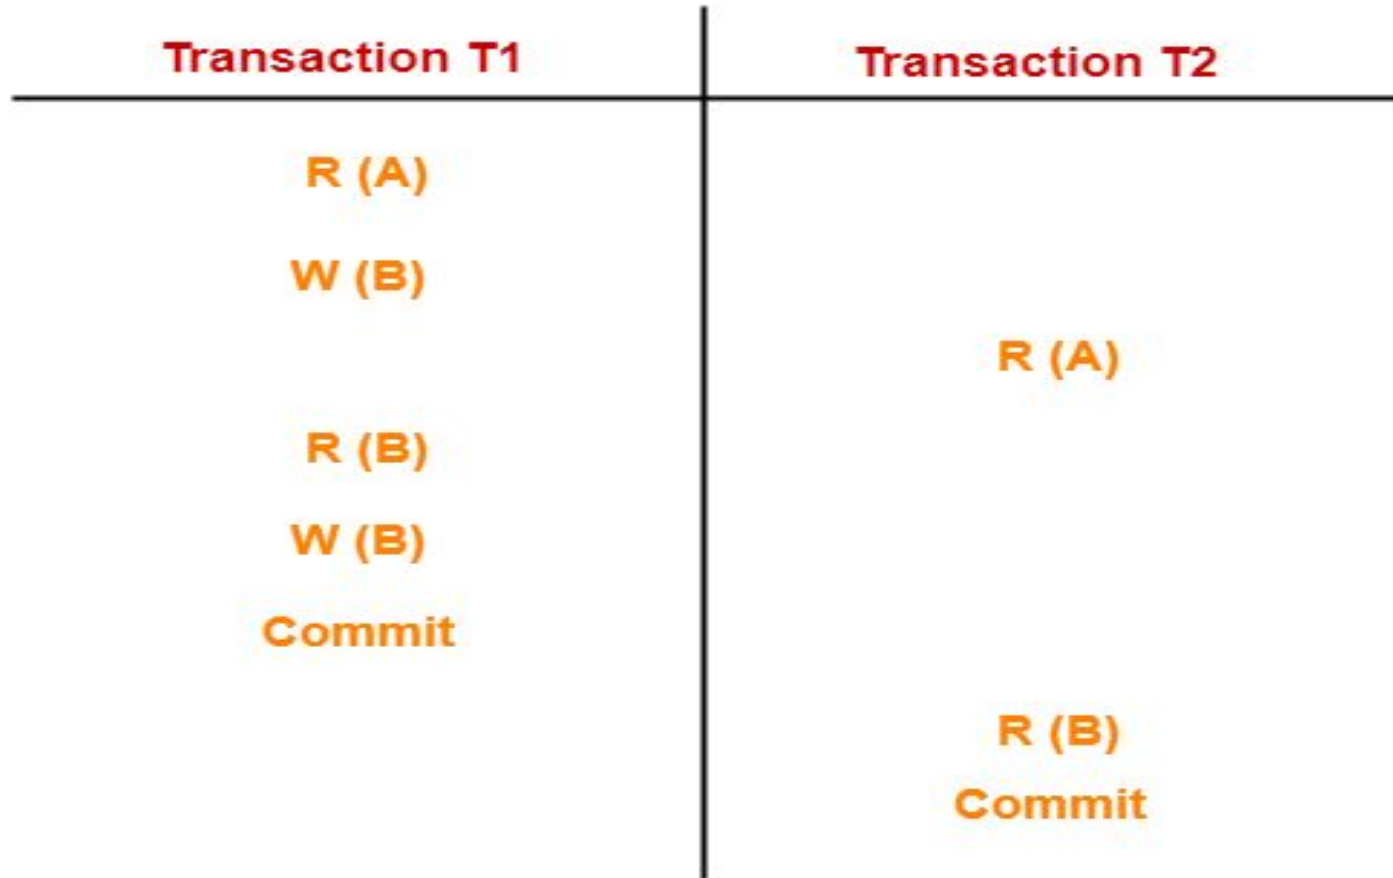 Transaction T1 Transaction T2
R (A)
W (B)
R (A)
R (B)
W (B)
Commit
R (B)
Commit